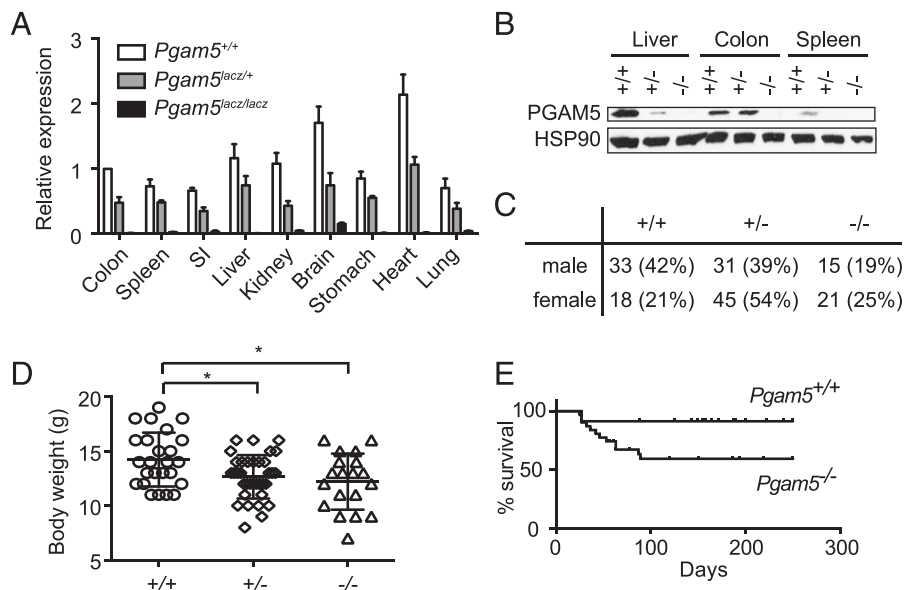 A
Relative expression
3
2
1
0
Pgam5+/+
Pgam5lacz/+
Pgam5lacz/lacz
Colon
Spleen
SI
Liver
Kidney
Brain
Stomach
Heart
Lung
B
Liver Colon Spleen
+/+ +/- -/- +/+ +/- -/- +/+ +/- -/-
PGAM5
HSP90
C
+/+ +/- -/-
male 33 (42%) 31 (39%) 15 (19%)
female 18 (21%) 45 (54%) 21 (25%)
D
Body weight (g)
20
15
10
5
*
*
+/+ +/- -/-
E
% survival
100
50
0
Pgam5+/+
Pgam5-/-
0 100 200 300
Days